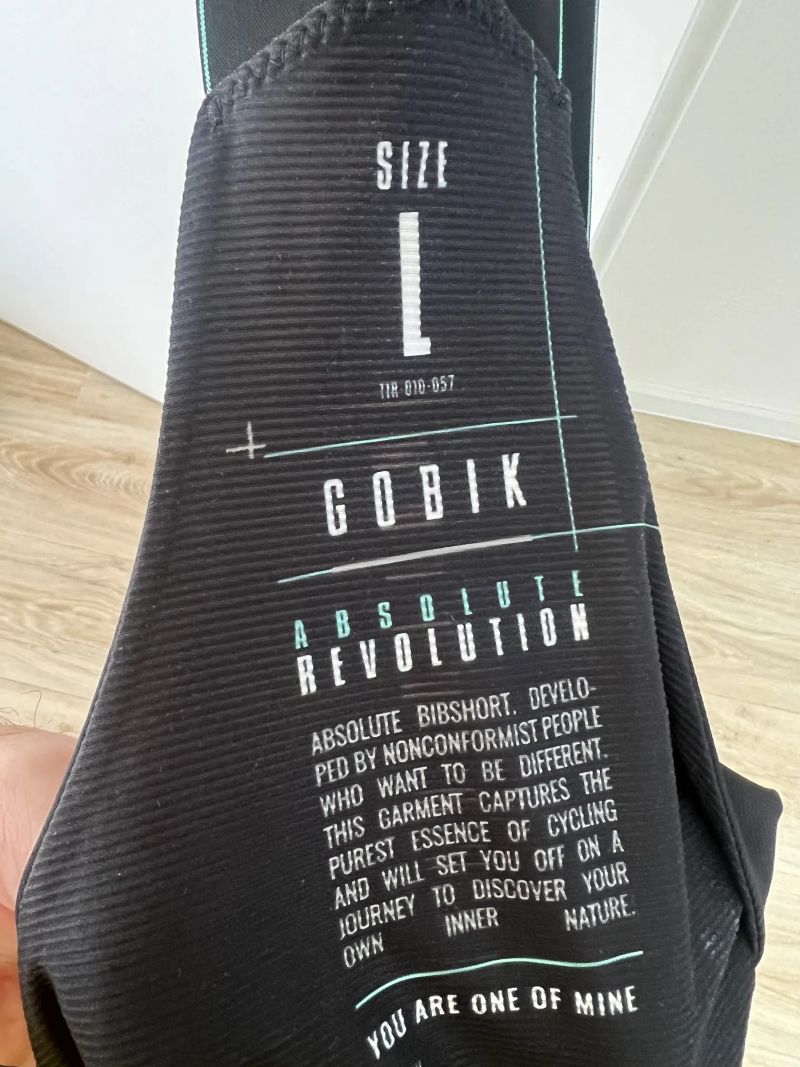 SIZE
L
TIR-010-057
GOBIK
ABSOLUTE
REVOLUTION
ABSOLUTE BIBSHORT. DEVELO-
PED BY NONCONFORMIST PEOPLE
WHO WANT TO BE DIFFERENT.
THIS GARMENT CAPTURES THE
PUREST ESSENCE OF CYCLING
AND WILL SET YOU OFF ON A
JOURNEY TO DISCOVER YOUR
OWN INNER NATURE.
YOU ARE ONE OF MINE